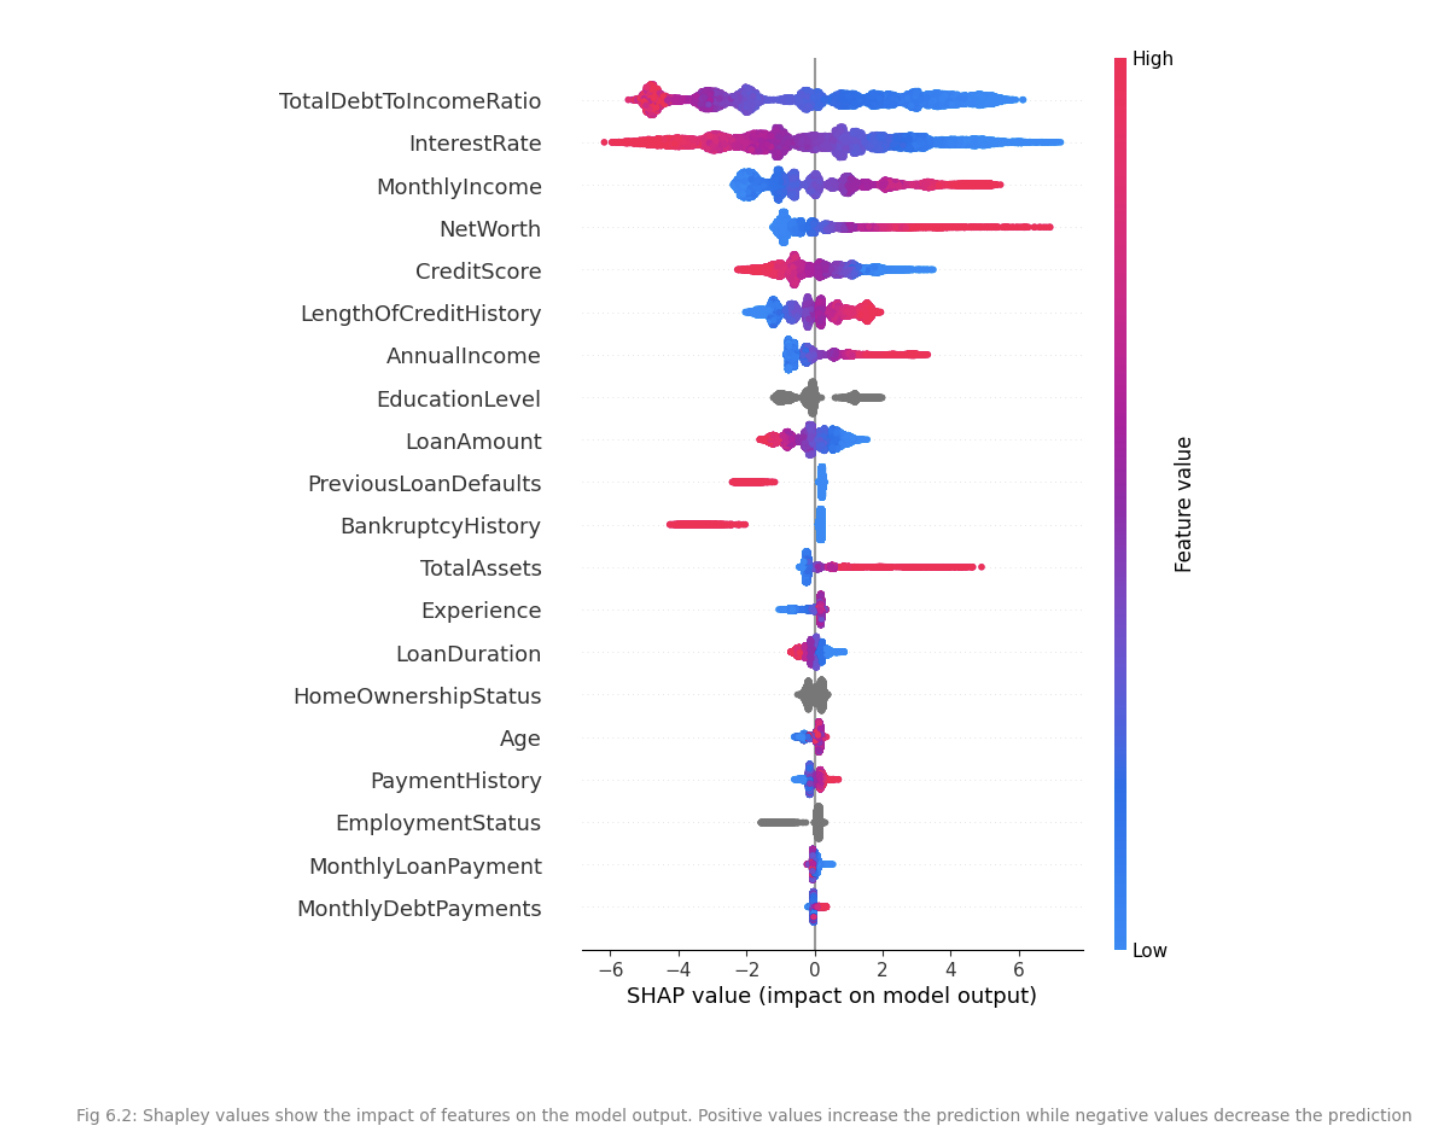 High
TotalDebtToIncomeRatio
InterestRate
MonthlyIncome
NetWorth
CreditScore
LengthOfCreditHistory
AnnualIncome
EducationLevel
LoanAmount
PreviousLoanDefaults
BankruptcyHistory
TotalAssets
Experience
LoanDuration
HomeOwnershipStatus
Age
PaymentHistory
EmploymentStatus
MonthlyLoanPayment
MonthlyDebtPayments
Feature value
Low
−6 −4 −2 0 2 4 6
SHAP value (impact on model output)
Fig 6.2: Shapley values show the impact of features on the model output. Positive values increase the prediction while negative values decrease the prediction